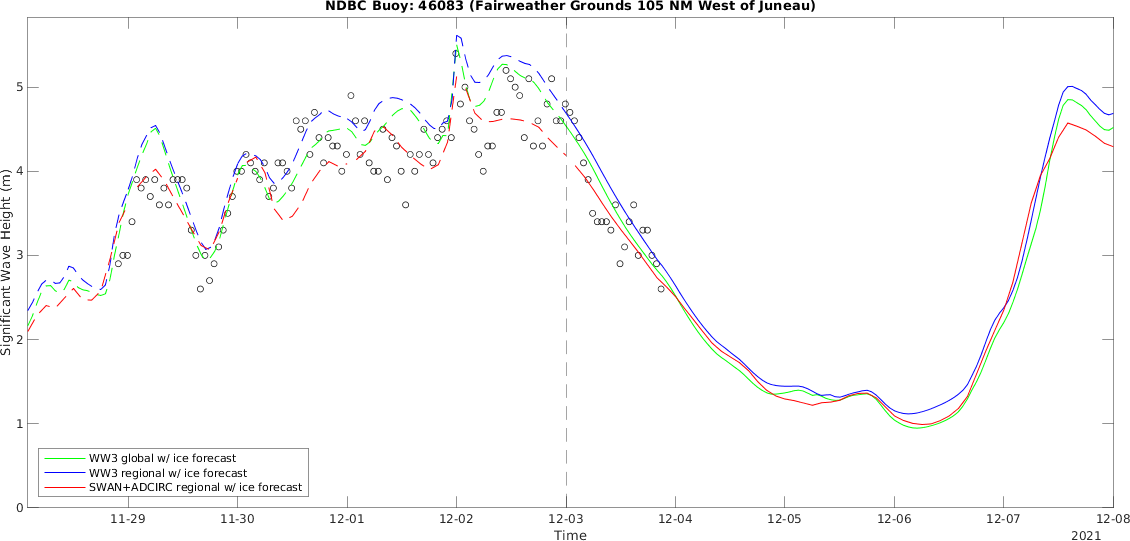 NDBC Buoy: 46083 (Fairweather Grounds 105 NM West of Juneau)
Significant Wave Height (m)
5
4
3
2
1
0
WW3 global w/ ice forecast
WW3 regional w/ ice forecast
SWAN+ADCIRC regional w/ ice forecast
11-29 11-30 12-01 12-02 12-03 12-04 12-05 12-06 12-07 12-08
Time
2021